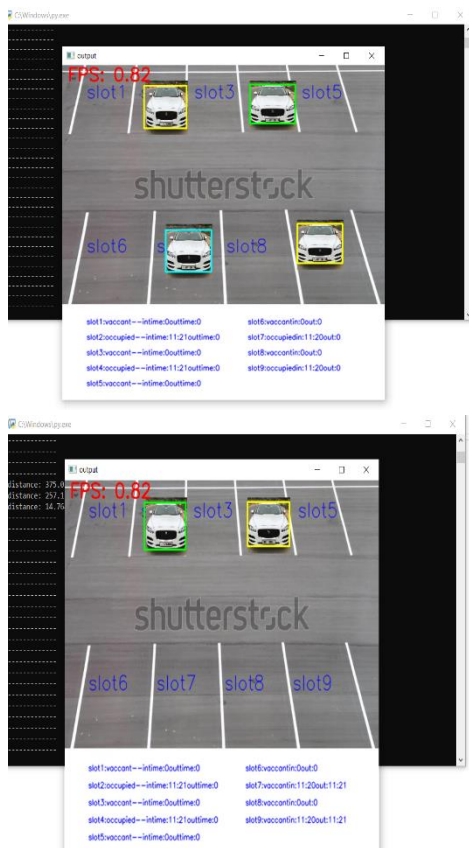 C:\Windows\py.exe
output
FPS: 0.82
slot1 slot3 slot5
shutterstock
slot6 s slot8
slot1:vaccant--intime:0outtime:0 slot6:vaccantin:0out:0
slot2:occupied--intime:11:21outtime:0 slot7:occupiedin:11:20out:0
slot3:vaccant--intime:0outtime:0 slot8:vaccantin:0out:0
slot4:occupied--intime:11:21outtime:0 slot9:occupiedin:11:20out:0
slot5:vaccant--intime:0outtime:0
C:\Windows\py.exe
output
distance: 375.0
distance: 257.1
distance: 14.76
FPS: 0.82
slot1 slot3 slot5
shutterstock
slot6 slot7 slot8 slot9
slot1:vaccant--intime:0outtime:0 slot6:vaccantin:0out:0
slot2:occupied--intime:11:21outtime:0 slot7:vaccantin:11:20out:11:21
slot3:vaccant--intime:0outtime:0 slot8:vaccantin:0out:0
slot4:occupied--intime:11:21outtime:0 slot9:vaccantin:11:20out:11:21
slot5:vaccant--intime:0outtime:0